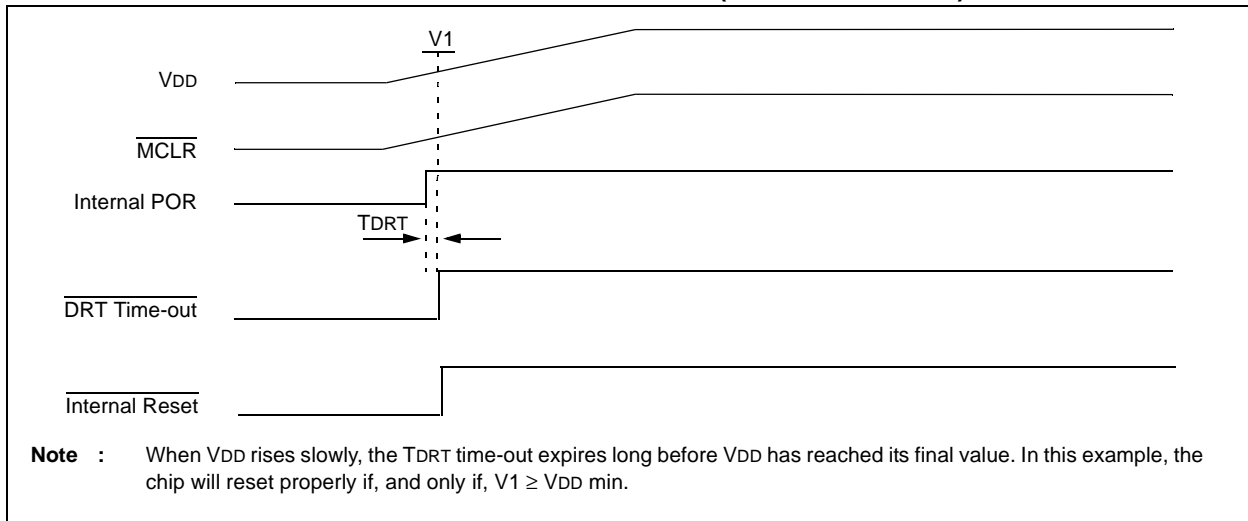 V1
VDD
MCLR
Internal POR
TDRT
DRT Time-out
Internal Reset
Note : When VDD rises slowly, the TDRT time-out expires long before VDD has reached its final value. In this example, the
chip will reset properly if, and only if, V1 ≥ VDD min.